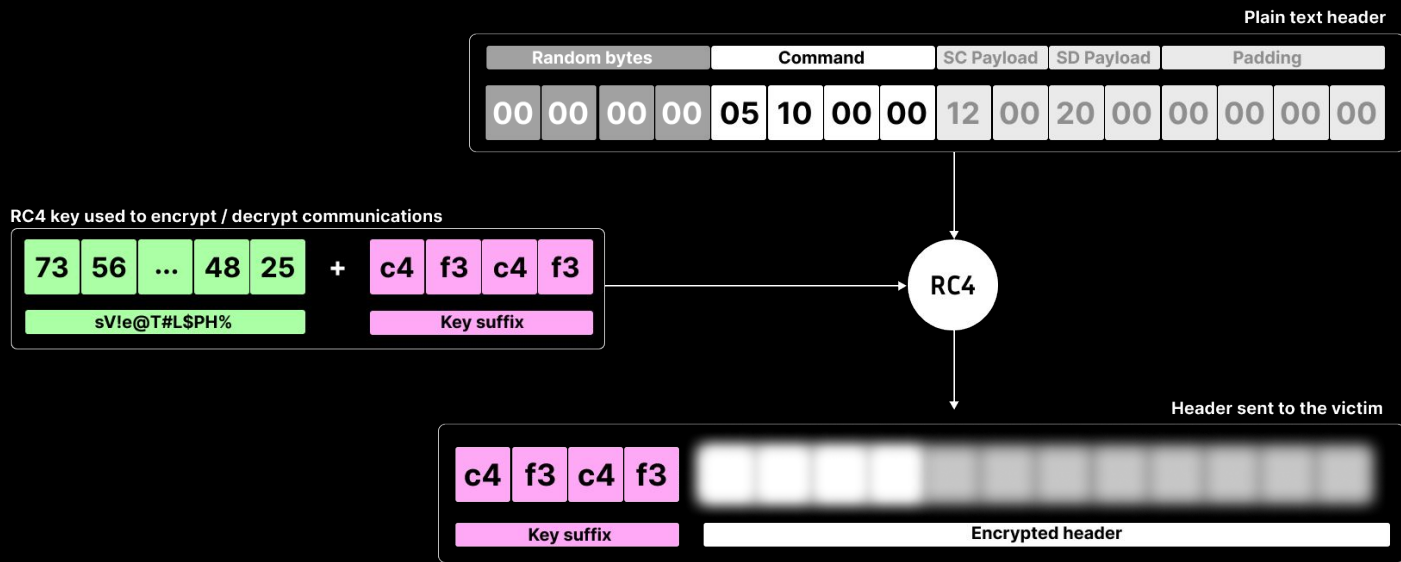 Plain text header
Random bytes Command SC Payload SD Payload Padding
00 00 00 00 05 10 00 00 12 00 20 00 00 00 00 00
RC4 key used to encrypt / decrypt communications
73 56 ... 48 25 + c4 f3 c4 f3
sV!e@T#L$PH% Key suffix
RC4
Header sent to the victim
c4 f3 c4 f3
Key suffix Encrypted header